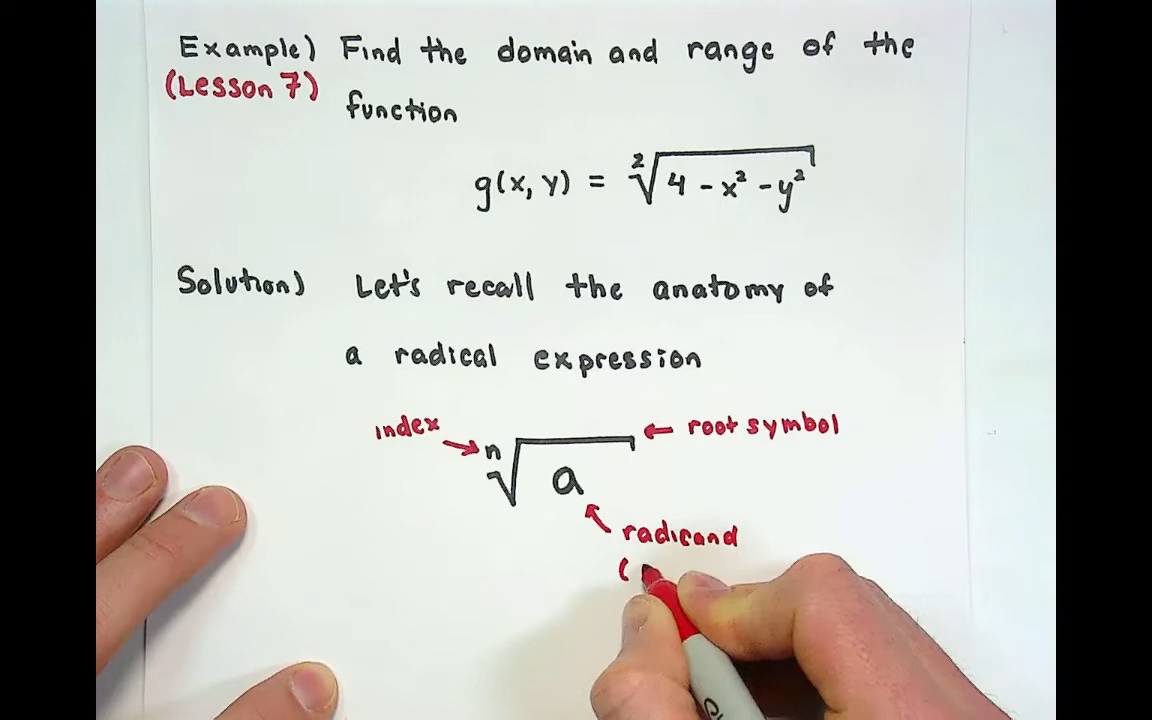 Example) Find the domain and range of the
(Lesson 7) function
g(x, y) = ²√4 - x² - y²
Solution) Let's recall the anatomy of
a radical expression
index → n√a ← root symbol
radicand
(